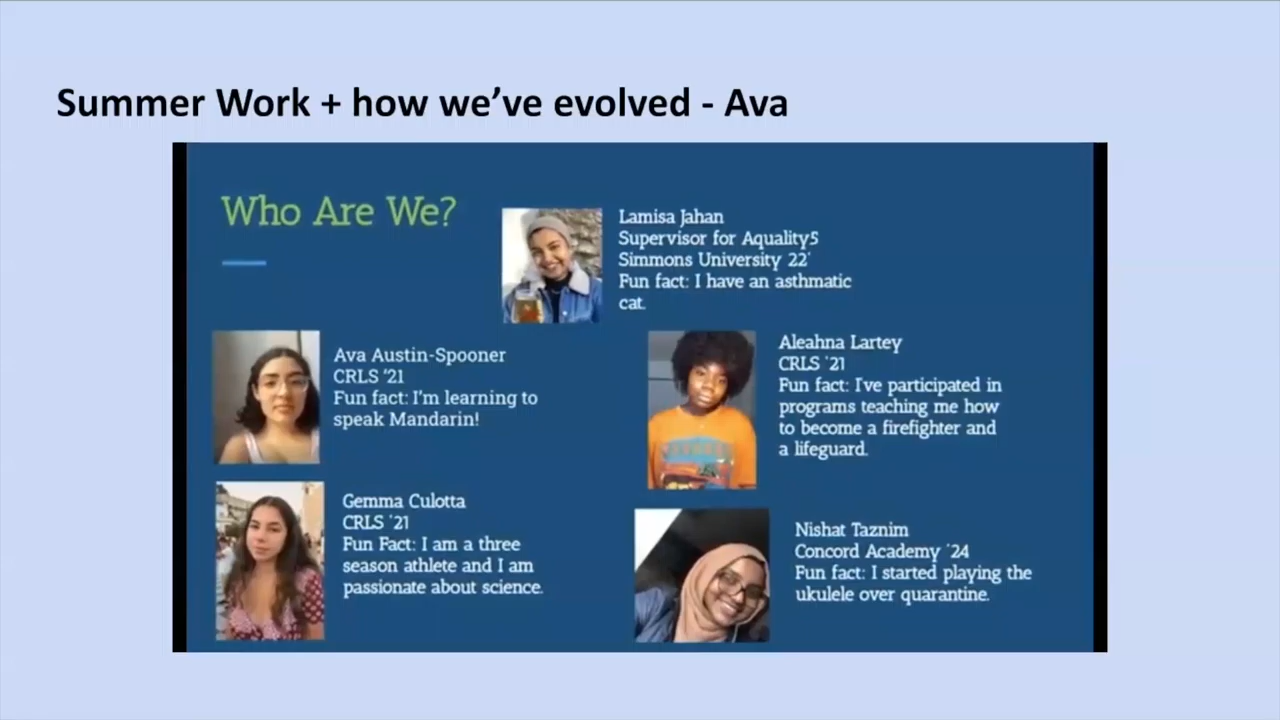 Summer Work + how we’ve evolved - Ava
Who Are We?
Lamisa Jahan
Supervisor for Aquality5
Simmons University 22'
Fun fact: I have an asthmatic
cat.
Ava Austin-Spooner
CRLS '21
Fun fact: I'm learning to
speak Mandarin!
Aleahna Lartey
CRLS '21
Fun fact: I've participated in
programs teaching me how
to become a firefighter and
a lifeguard.
Gemma Culotta
CRLS '21
Fun Fact: I am a three
season athlete and I am
passionate about science.
Nishat Taznim
Concord Academy '24
Fun fact: I started playing the
ukulele over quarantine.